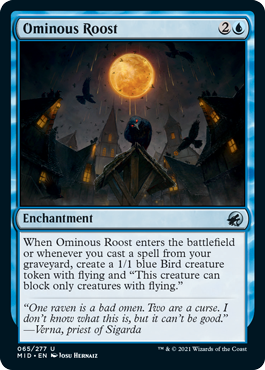 Ominous Roost 2
Enchantment
When Ominous Roost enters the battlefield
or whenever you cast a spell from your
graveyard, create a 1/1 blue Bird creature
token with flying and “This creature can
block only creatures with flying.”
“One raven is a bad omen. Two are a curse. I
don’t know what this is, but it can’t be good.”
—Verna, priest of Sigarda
065/277 U
MID • EN Josu Hernaiz ™ & © 2021 Wizards of the Coast